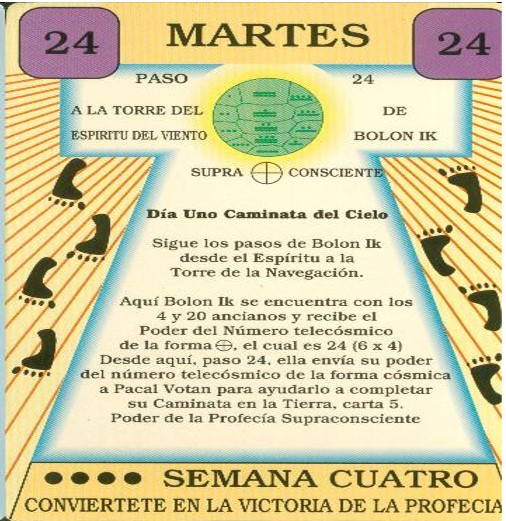 24 MARTES 24
PASO 24
A LA TORRE DEL DE
ESPIRITU DEL VIENTO BOLON IK
SUPRA ⊕ CONSCIENTE
Día Uno Caminata del Cielo
Sigue los pasos de Bolon Ik
desde el Espíritu a la
Torre de la Navegación.
Aquí Bolon Ik se encuentra con los
4 y 20 ancianos y recibe el
Poder del Número telecósmico
de la forma ⊕, el cual es 24 (6 x 4)
Desde aquí, paso 24, ella envía su poder
del número telecósmico de la forma cósmica
a Pacal Votan para ayudarlo a completar
su Caminata en la Tierra, carta 5.
Poder de la Profecía Supraconsciente
●●●● SEMANA CUATRO
CONVIERTETE EN LA VICTORIA DE LA PROFECIA